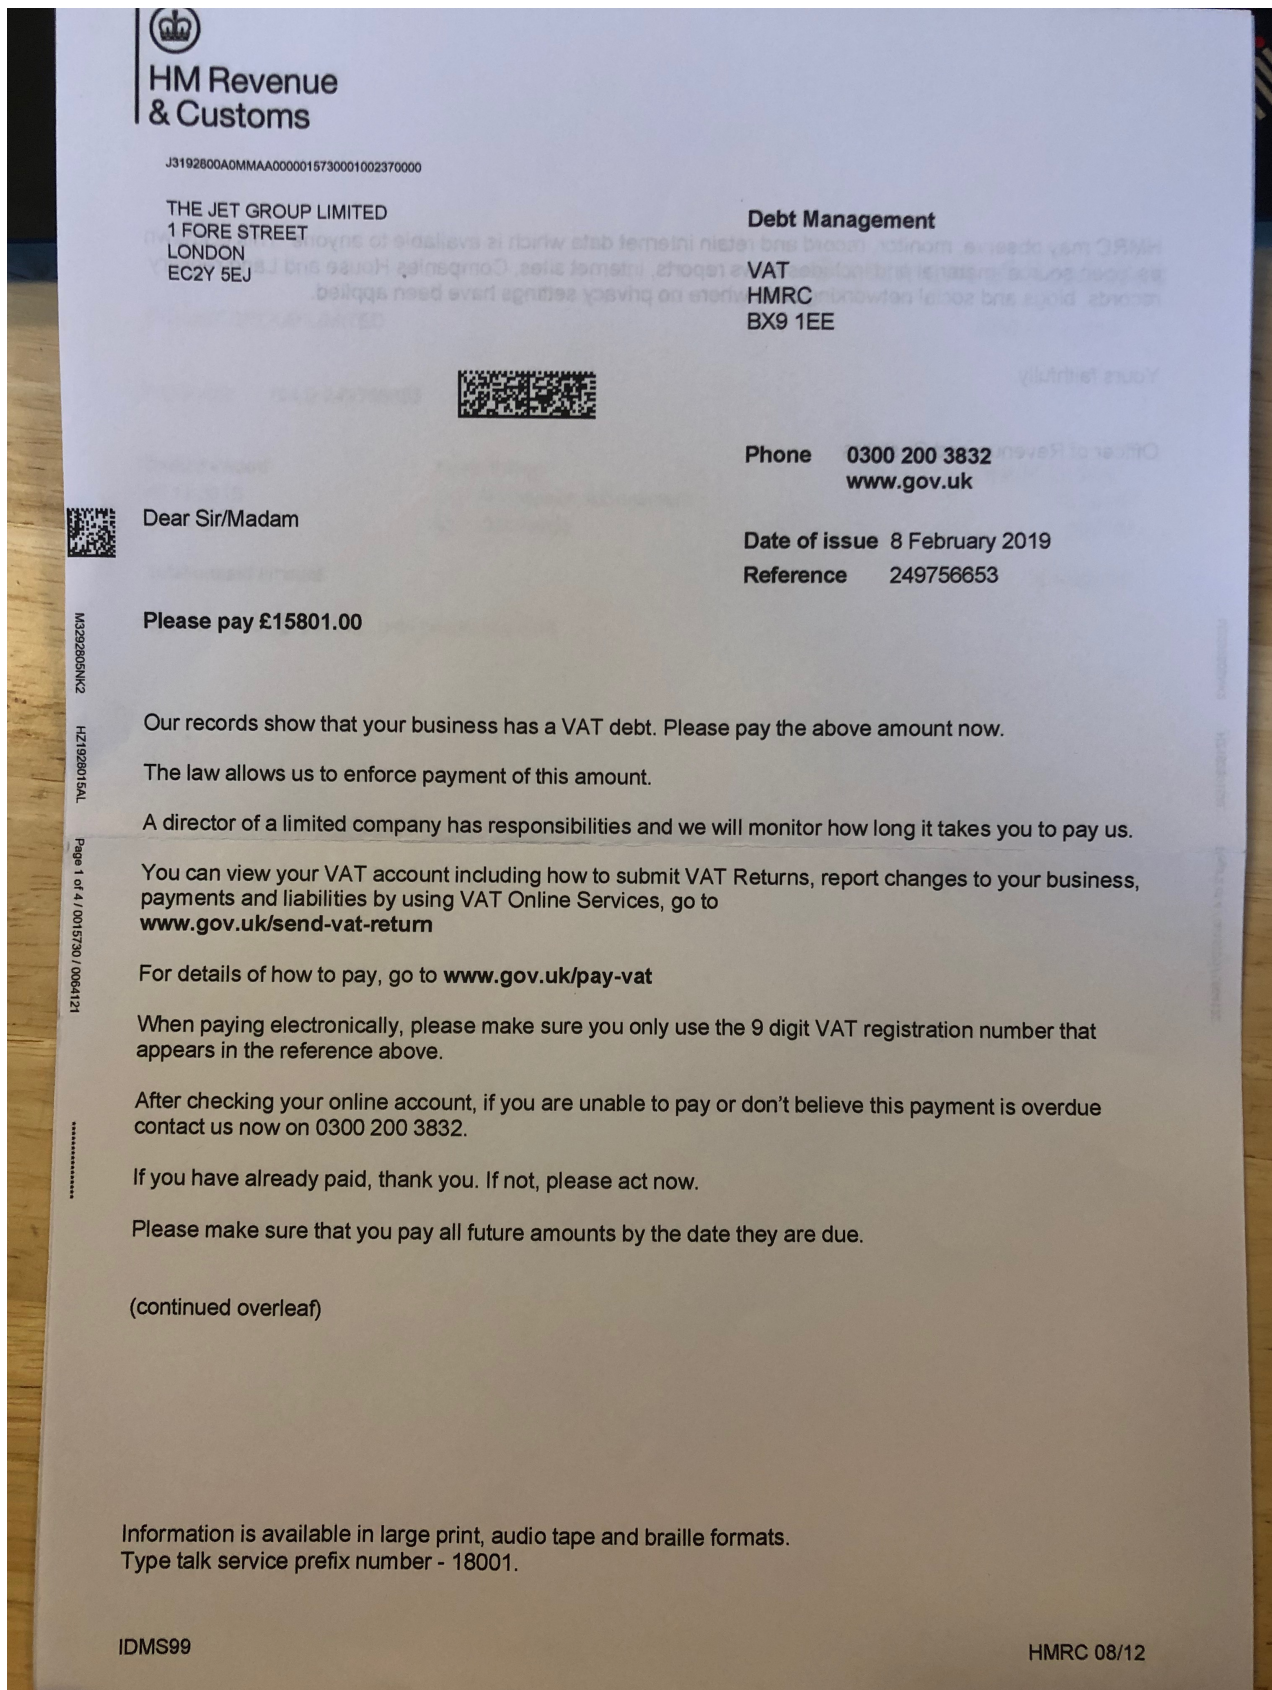 HM Revenue
& Customs
J3192800A0MMAA0000015730001002370000
THE JET GROUP LIMITED
1 FORE STREET
LONDON
EC2Y 5EJ
Debt Management
VAT
HMRC
BX9 1EE
Phone 0300 200 3832
www.gov.uk
Dear Sir/Madam
Date of issue 8 February 2019
Reference 249756653
Please pay £15801.00
M3292805NK2 HZ1928015AL Page 1 of 4 / 0015730 / 0064121
Our records show that your business has a VAT debt. Please pay the above amount now.
The law allows us to enforce payment of this amount.
A director of a limited company has responsibilities and we will monitor how long it takes you to pay us.
You can view your VAT account including how to submit VAT Returns, report changes to your business,
payments and liabilities by using VAT Online Services, go to
www.gov.uk/send-vat-return
For details of how to pay, go to www.gov.uk/pay-vat
When paying electronically, please make sure you only use the 9 digit VAT registration number that
appears in the reference above.
After checking your online account, if you are unable to pay or don't believe this payment is overdue
contact us now on 0300 200 3832.
If you have already paid, thank you. If not, please act now.
Please make sure that you pay all future amounts by the date they are due.
(continued overleaf)
Information is available in large print, audio tape and braille formats.
Type talk service prefix number - 18001.
IDMS99
HMRC 08/12